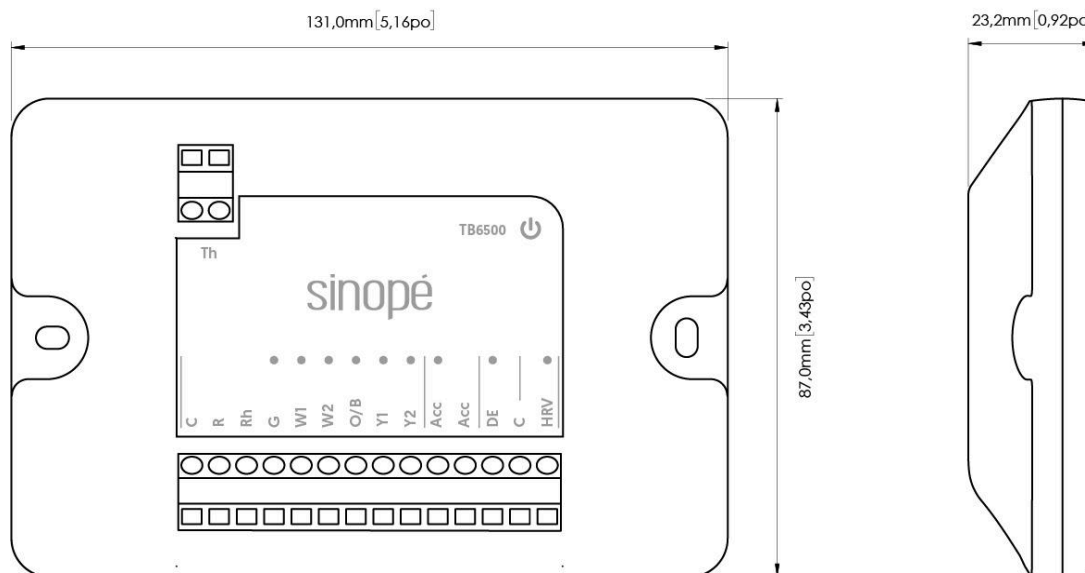 131,0mm[5,16po]
23,2mm[0,92po
TB6500
Th
sinopé
87,0mm[3,43po]
C R Rh G W1 W2 O/B Y1 Y2 Acc Acc DE C HRV